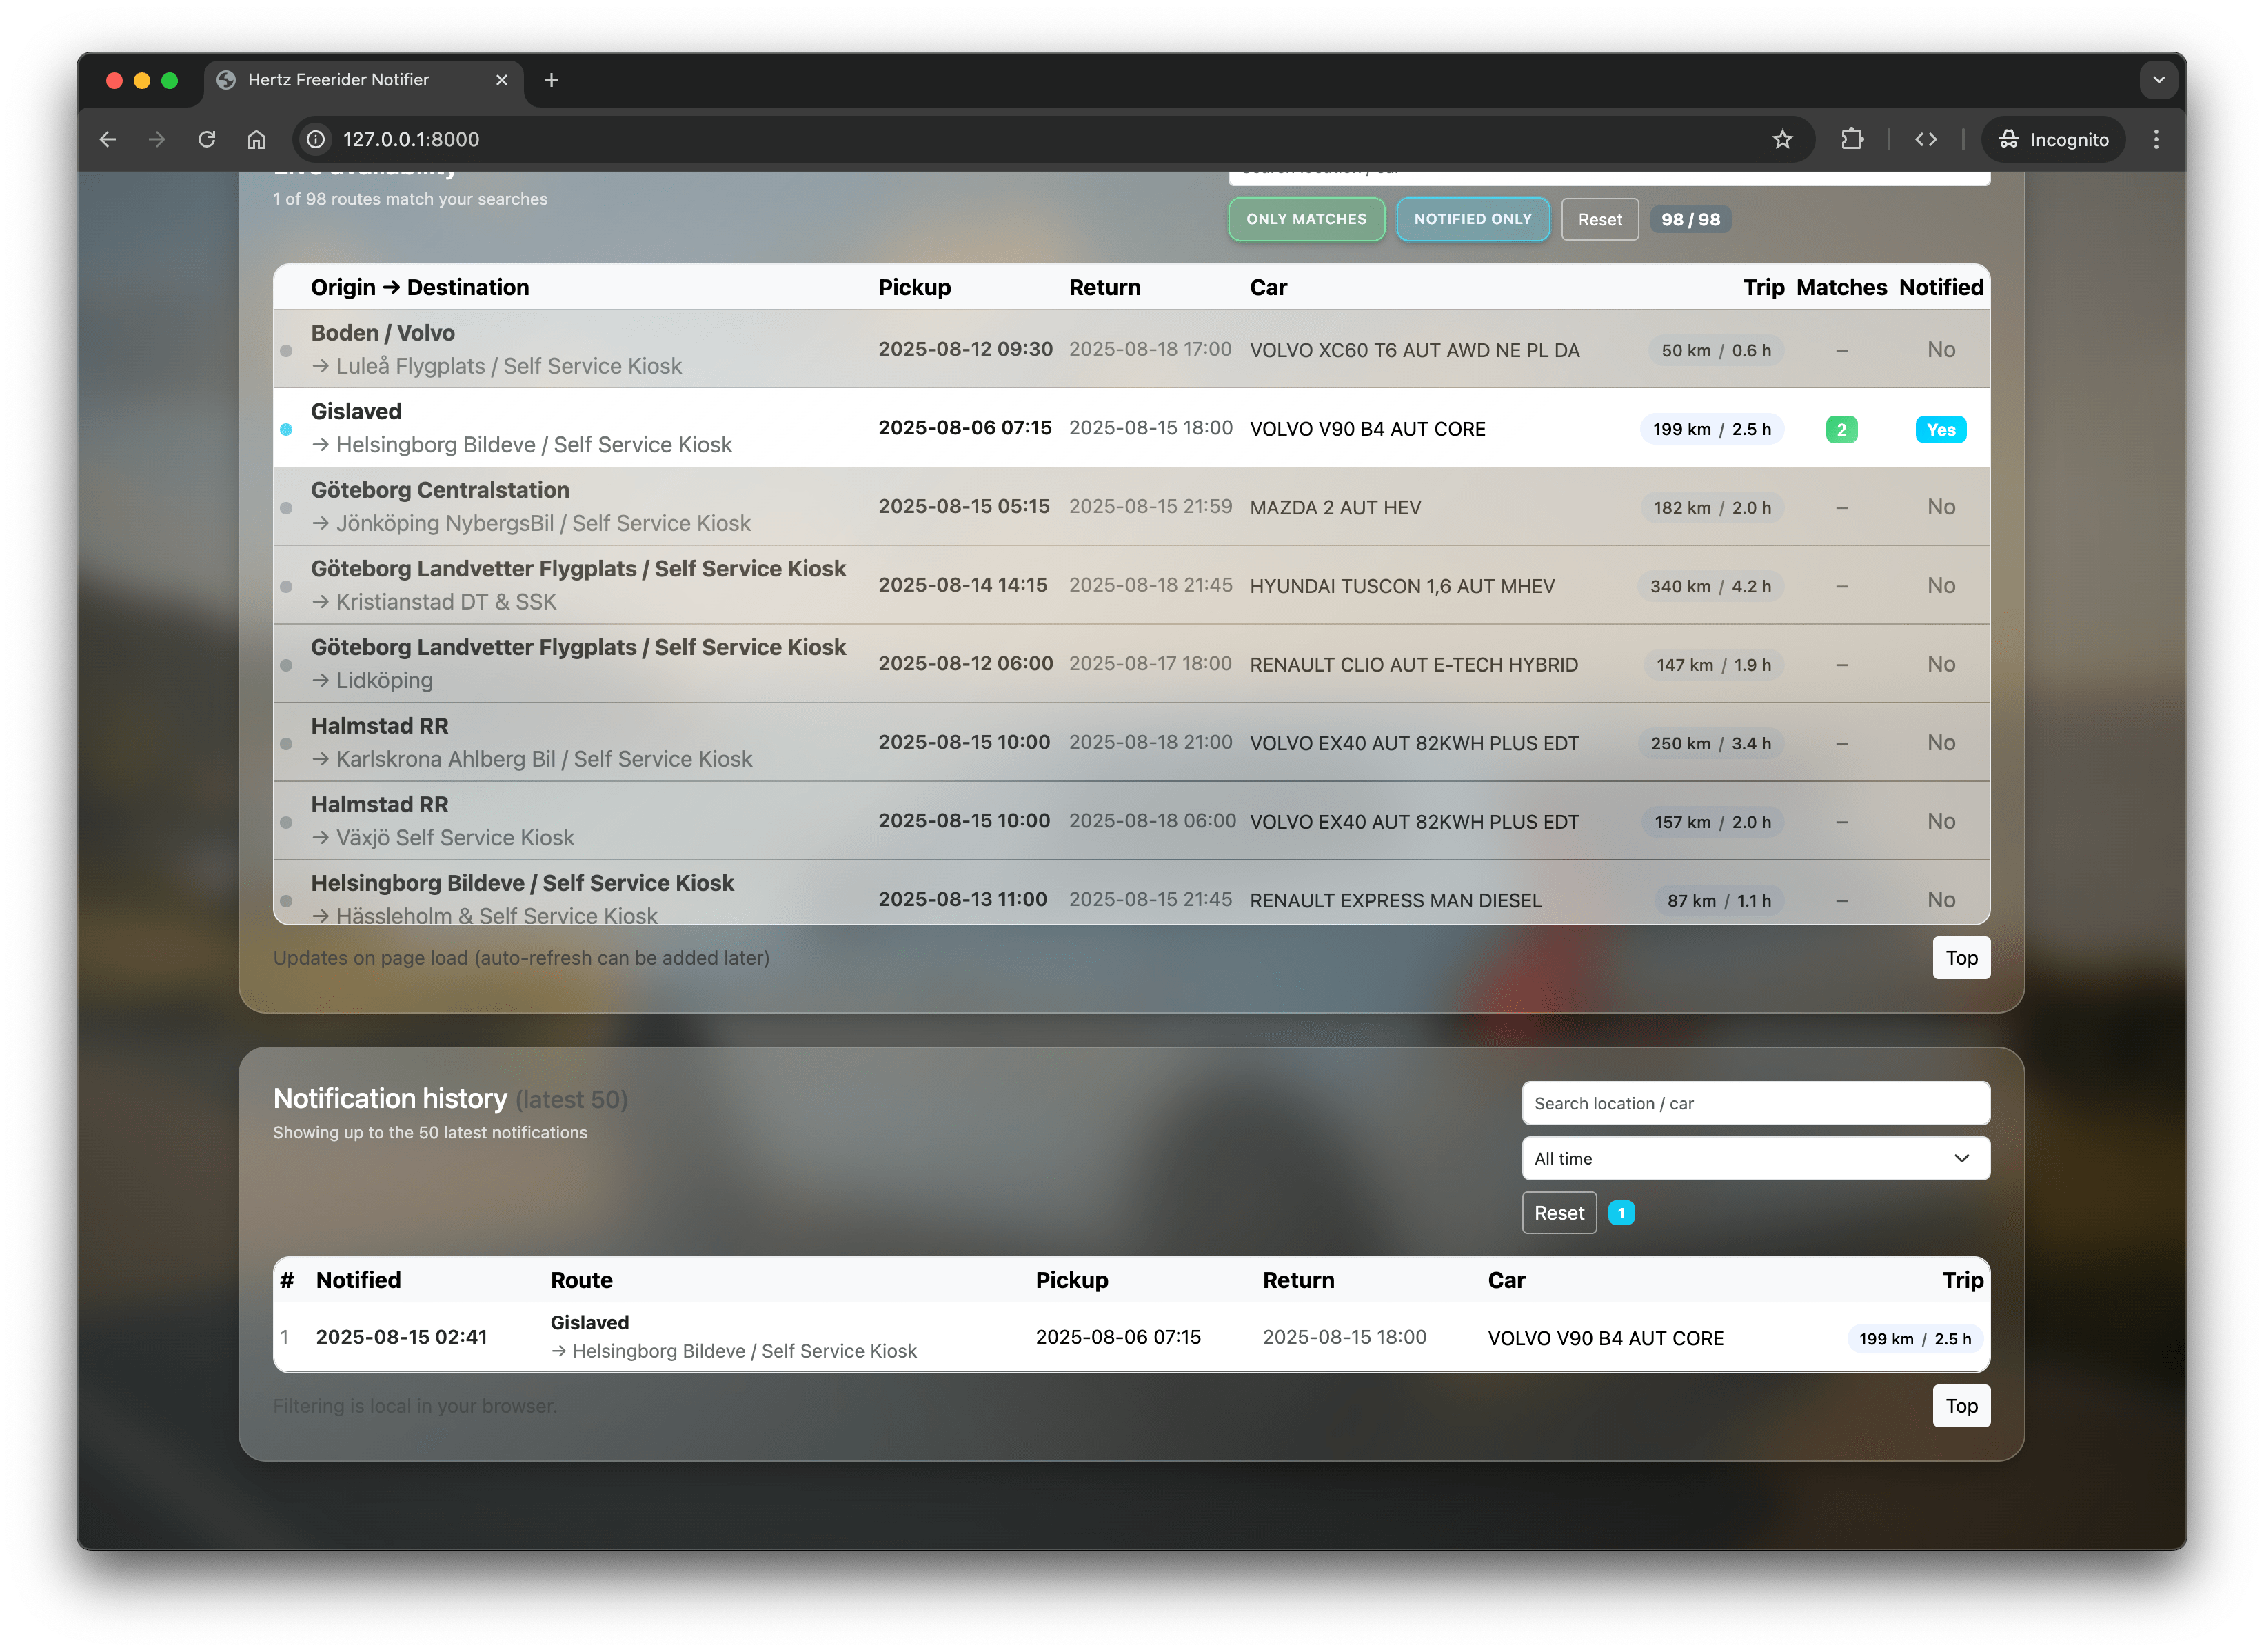 Hertz Freerider Notifier
127.0.0.1:8000
Incognito
Live availability
1 of 98 routes match your searches
ONLY MATCHES NOTIFIED ONLY Reset 98 / 98
Origin → Destination Pickup Return Car Trip Matches Notified
Boden / Volvo
→ Luleå Flygplats / Self Service Kiosk
2025-08-12 09:30 2025-08-18 17:00 VOLVO XC60 T6 AUT AWD NE PL DA 50 km / 0.6 h – No
Gislaved
→ Helsingborg Bildeve / Self Service Kiosk
2025-08-06 07:15 2025-08-15 18:00 VOLVO V90 B4 AUT CORE 199 km / 2.5 h 2 Yes
Göteborg Centralstation
→ Jönköping NybergsBil / Self Service Kiosk
2025-08-15 05:15 2025-08-15 21:59 MAZDA 2 AUT HEV 182 km / 2.0 h – No
Göteborg Landvetter Flygplats / Self Service Kiosk
→ Kristianstad DT & SSK
2025-08-14 14:15 2025-08-18 21:45 HYUNDAI TUSCON 1,6 AUT MHEV 340 km / 4.2 h – No
Göteborg Landvetter Flygplats / Self Service Kiosk
→ Lidköping
2025-08-12 06:00 2025-08-17 18:00 RENAULT CLIO AUT E-TECH HYBRID 147 km / 1.9 h – No
Halmstad RR
→ Karlskrona Ahlberg Bil / Self Service Kiosk
2025-08-15 10:00 2025-08-18 21:00 VOLVO EX40 AUT 82KWH PLUS EDT 250 km / 3.4 h – No
Halmstad RR
→ Växjö Self Service Kiosk
2025-08-15 10:00 2025-08-18 06:00 VOLVO EX40 AUT 82KWH PLUS EDT 157 km / 2.0 h – No
Helsingborg Bildeve / Self Service Kiosk
→ Hässleholm & Self Service Kiosk
2025-08-13 11:00 2025-08-15 21:45 RENAULT EXPRESS MAN DIESEL 87 km / 1.1 h – No
Updates on page load (auto-refresh can be added later)
Top
Notification history (latest 50)
Showing up to the 50 latest notifications
Search location / car
All time
Reset 1
# Notified Route Pickup Return Car Trip
Gislaved
→ Helsingborg Bildeve / Self Service Kiosk
1 2025-08-15 02:41 2025-08-06 07:15 2025-08-15 18:00 VOLVO V90 B4 AUT CORE 199 km / 2.5 h
Filtering is local in your browser.
Top